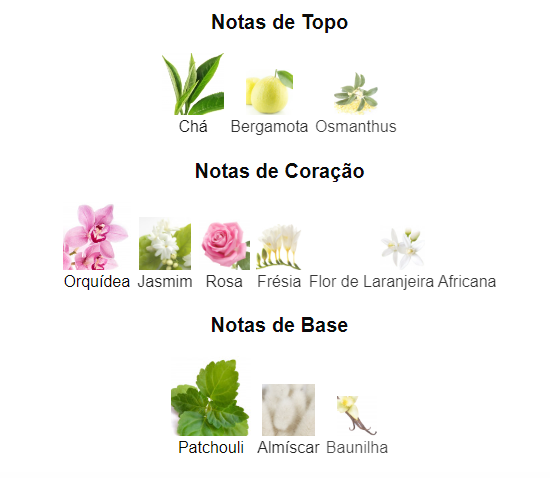 Notas de Topo
Chá Bergamota Osmanthus
Notas de Coração
Orquídea Jasmim Rosa Frésia Flor de Laranjeira Africana
Notas de Base
Patchouli Almíscar Baunilha